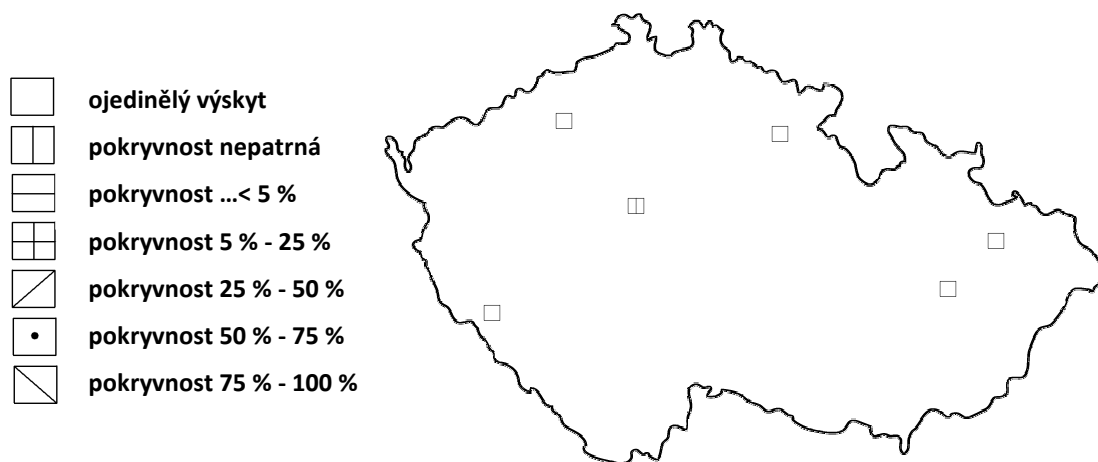 ojedinělý výskyt
pokryvnost nepatrná
pokryvnost ...< 5 %
pokryvnost 5 % - 25 %
pokryvnost 25 % - 50 %
pokryvnost 50 % - 75 %
pokryvnost 75 % - 100 %